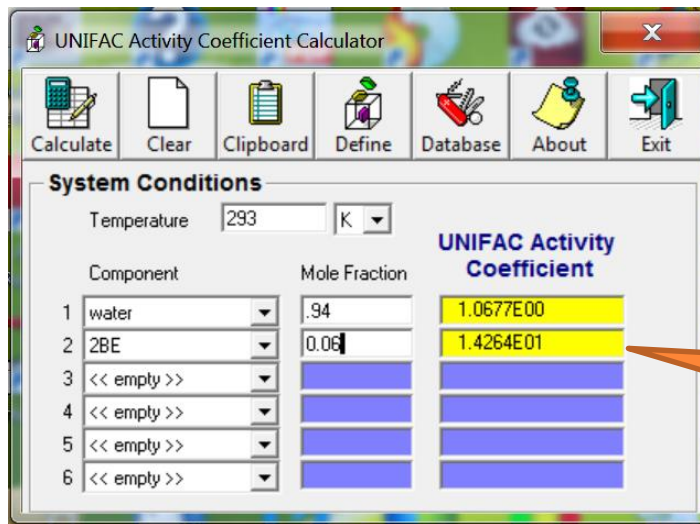 UNIFAC Activity Coefficient Calculator
X
Calculate Clear Clipboard Define Database About Exit
System Conditions
Temperature 293 K
UNIFAC Activity
Component Mole Fraction Coefficient
1 water .94 1.0677E00
2 2BE 0.06 1.4264E01
3 << empty >>
4 << empty >>
5 << empty >>
6 << empty >>